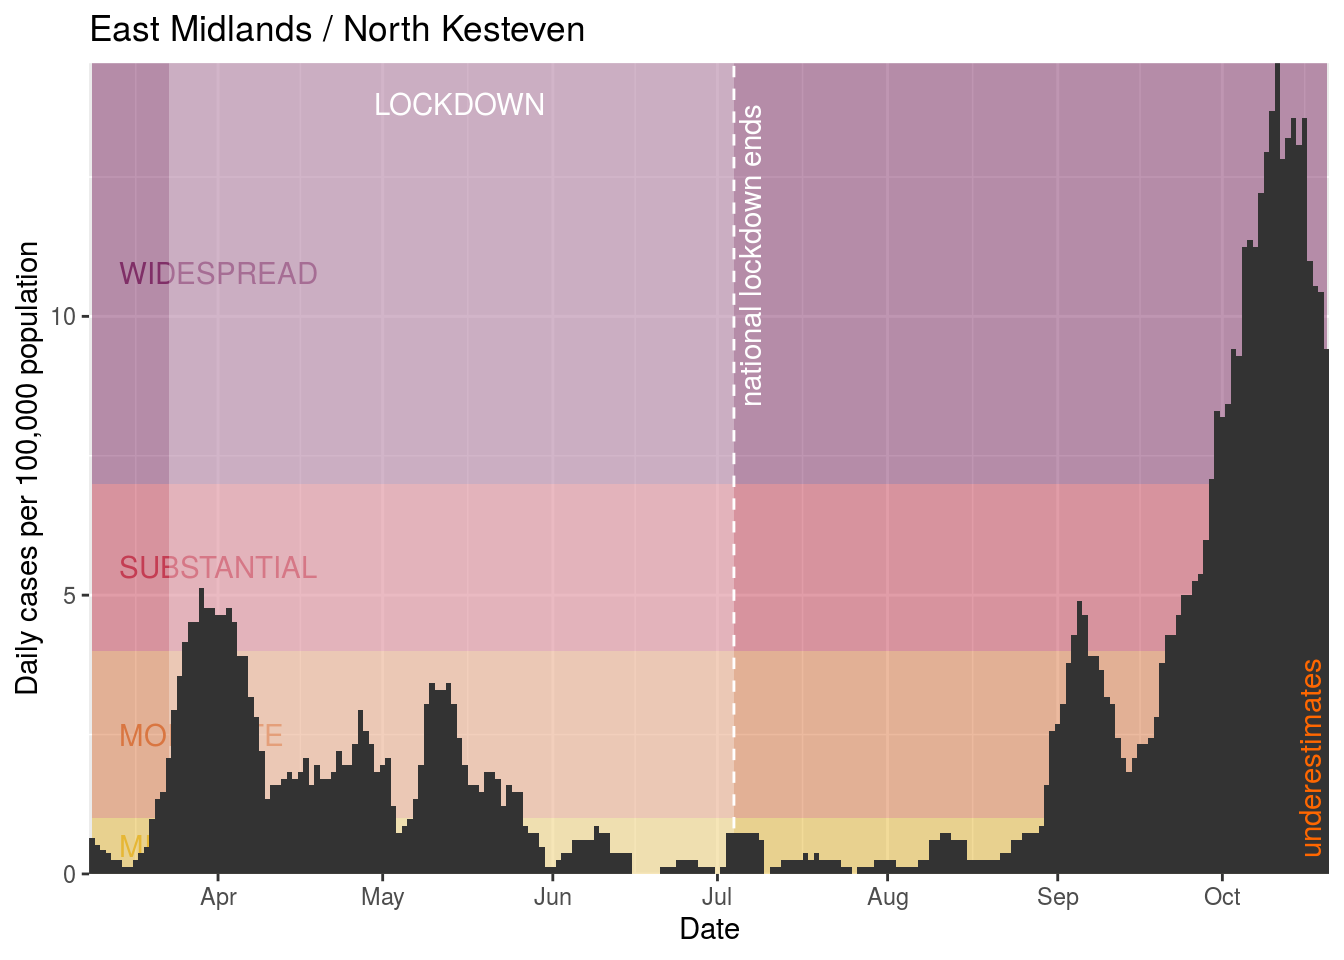 East Midlands / North Kesteven
LOCKDOWN
national lockdown ends
WIDESPREAD
SUBSTANTIAL
underestimates
Daily cases per 100,000 population
10
5
0
Apr
May
Jun
Jul
Aug
Sep
Oct
Date